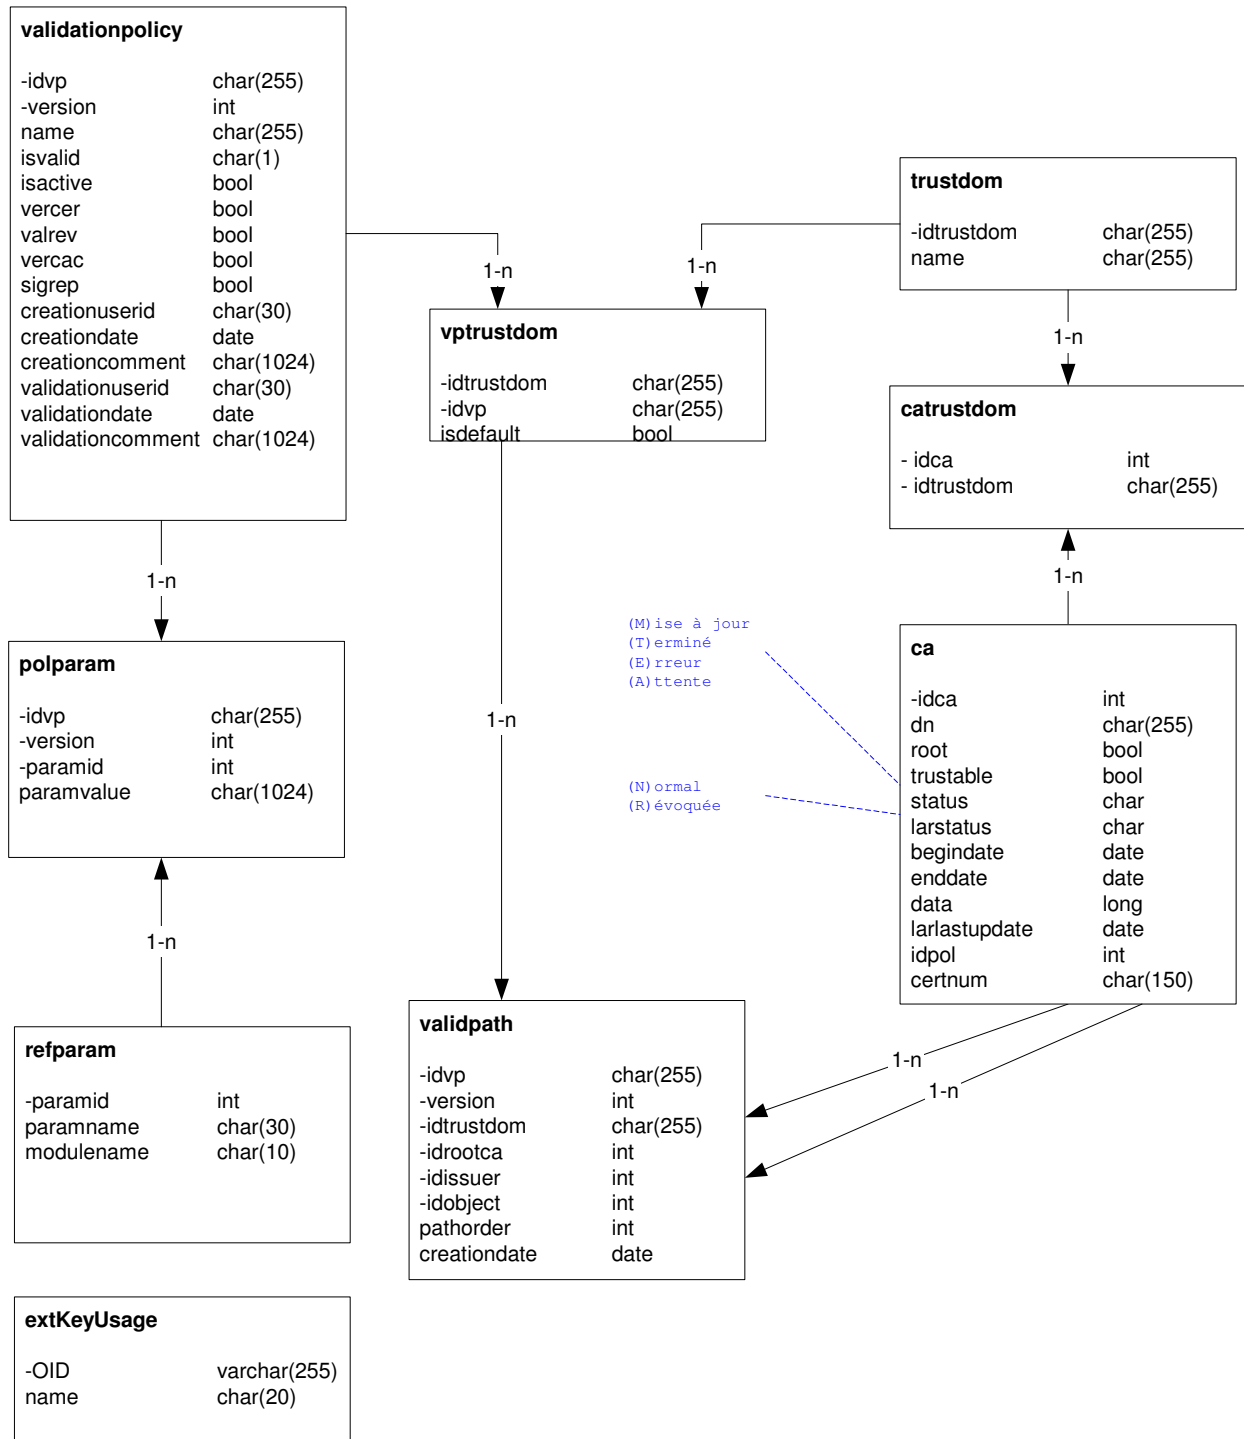 validationpolicy
-idvp char(255)
-version int
name char(255)
isvalid char(1)
isactive bool
vercer bool
valrev bool
vercac bool
sigrep bool
creationuserid char(30)
creationdate date
creationcomment char(1024)
validationuserid char(30)
validationdate date
validationcomment char(1024)
trustdom
-idtrustdom char(255)
name char(255)
1-n
1-n
1-n
vptrustdom
-idtrustdom char(255)
-idvp char(255)
isdefault bool
catrustdom
- idca int
- idtrustdom char(255)
1-n
1-n
(M)ise à jour
(T)erminé
(E)rreur
(A)ttente
(N)ormal
(R)évoquée
polparam
-idvp char(255)
-version int
-paramid int
paramvalue char(1024)
1-n
ca
-idca int
dn char(255)
root bool
trustable bool
status char
larstatus char
begindate date
enddate date
data long
larlastupdate date
idpol int
certnum char(150)
1-n
refparam
-paramid int
paramname char(30)
modulename char(10)
validpath
-idvp char(255)
-version int
-idtrustdom char(255)
-idrootca int
-idissuer int
-idobject int
pathorder int
creationdate date
1-n
1-n
extKeyUsage
-OID varchar(255)
name char(20)